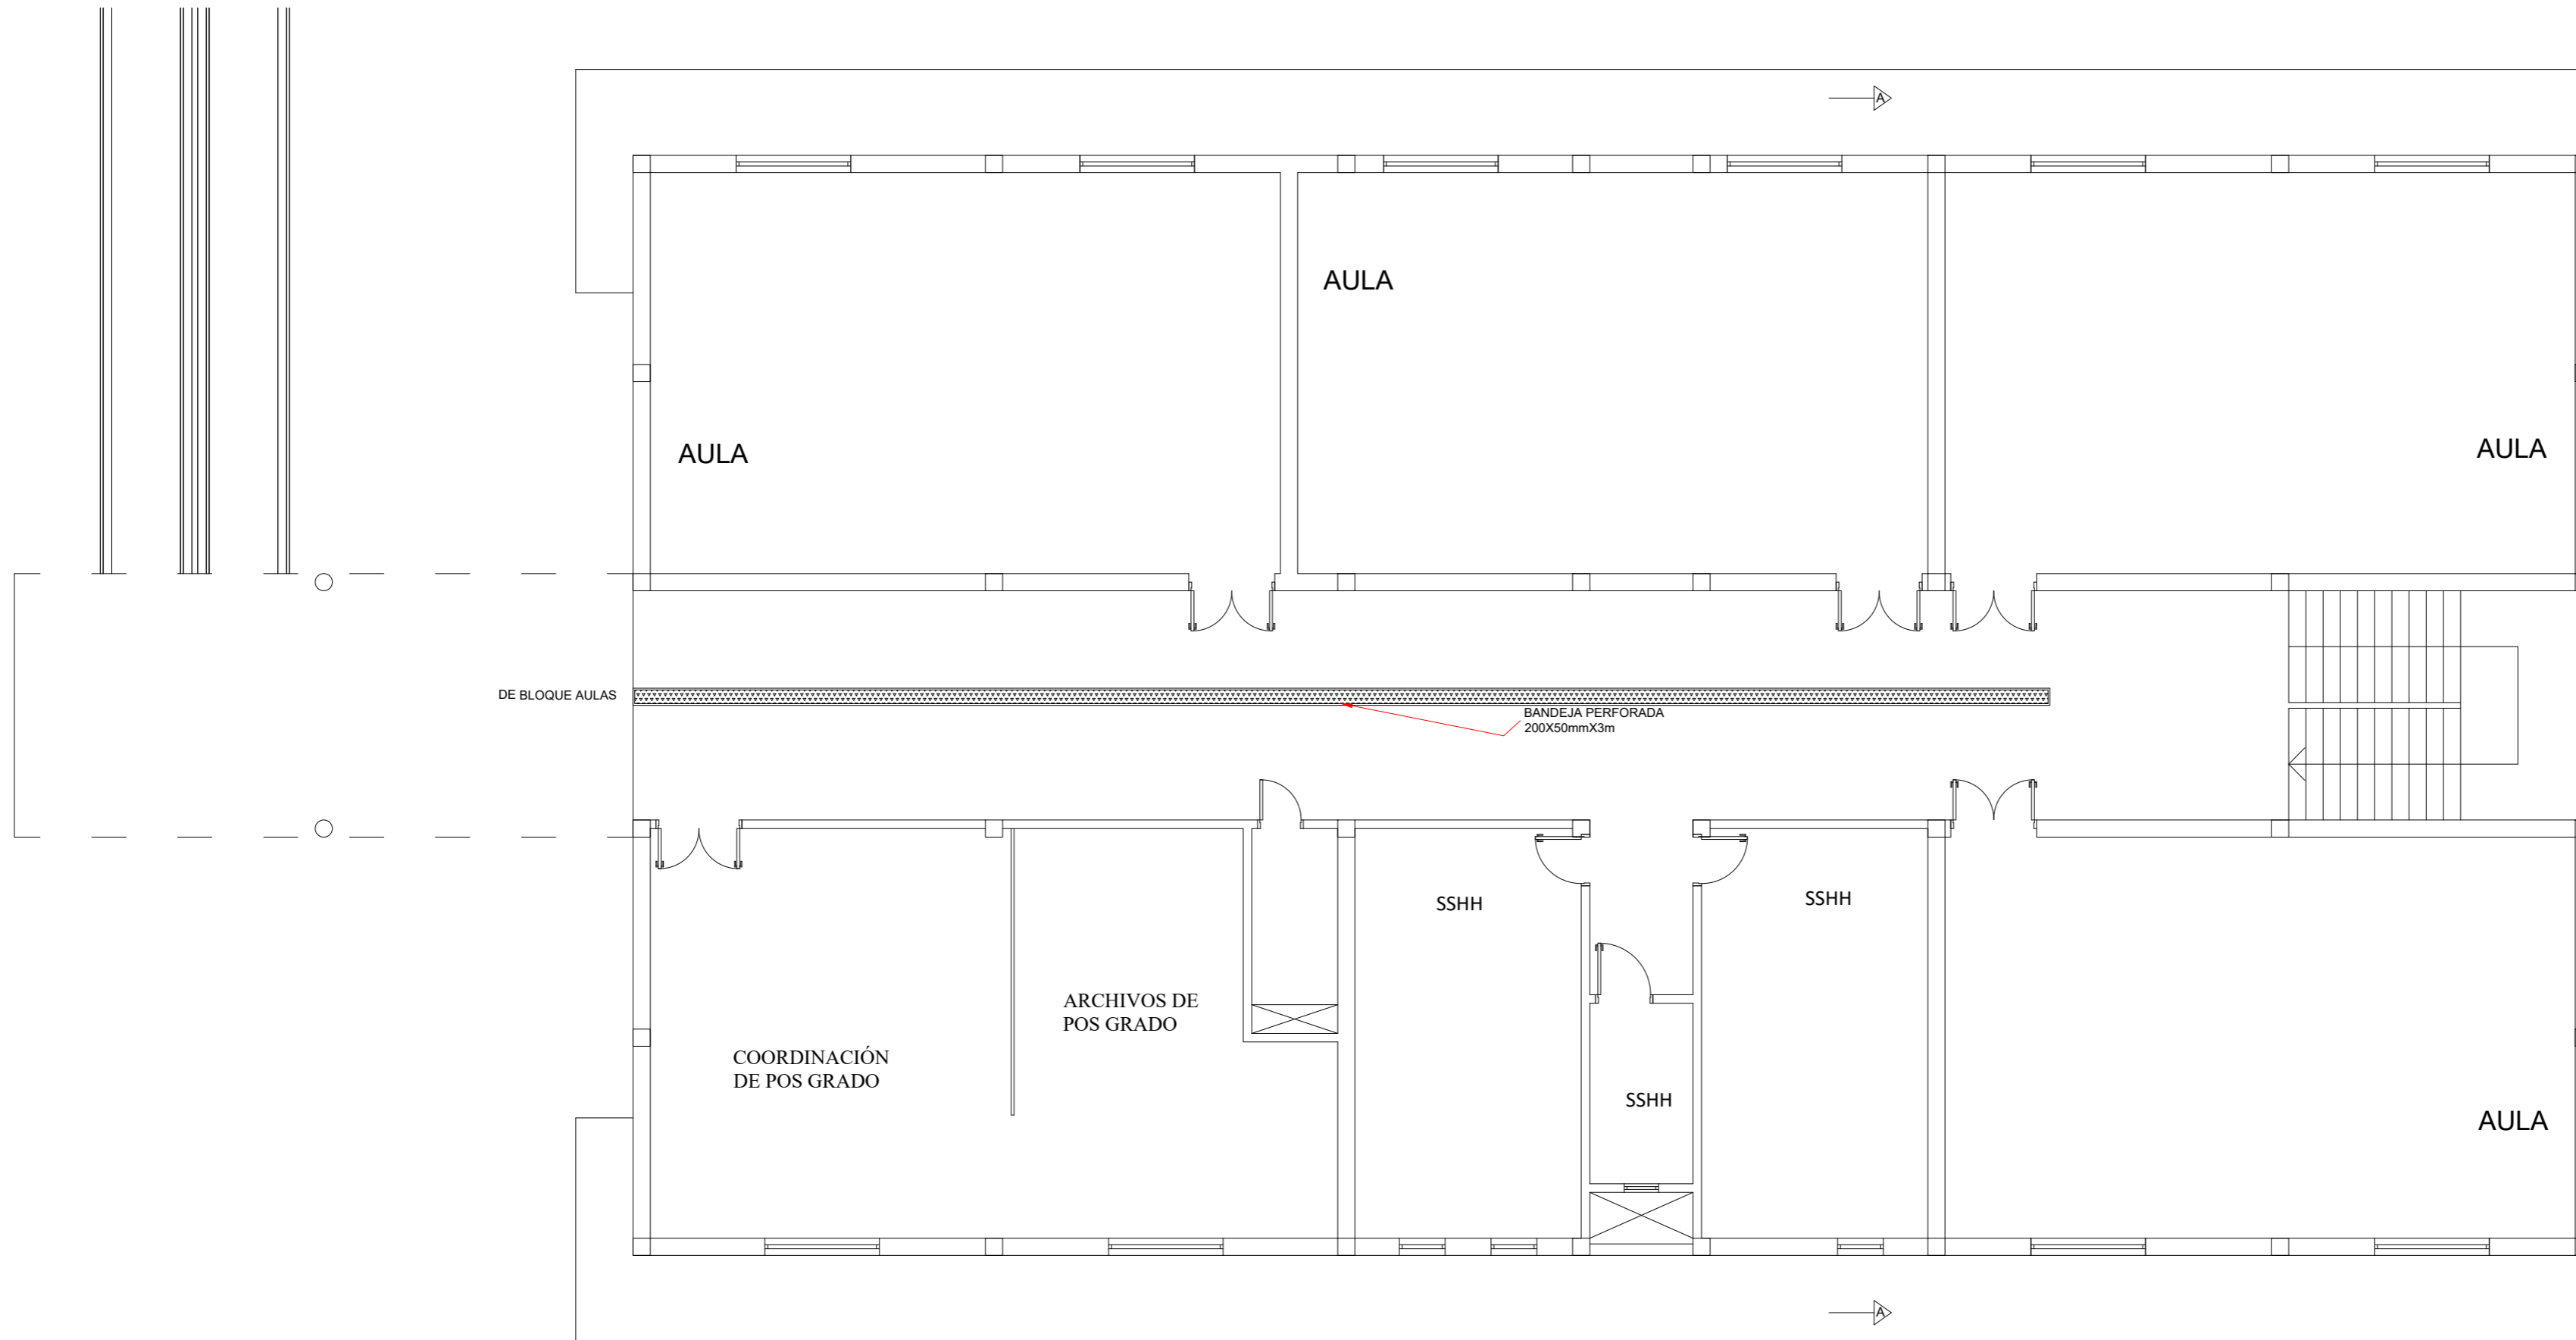 A
AULA
AULA
AULA
DE BLOQUE AULAS
BANDEJA PERFORADA
200X50mmX3m
SSHH
SSHH
ARCHIVOS DE
POS GRADO
COORDINACIÓN
DE POS GRADO
SSHH
AULA
A